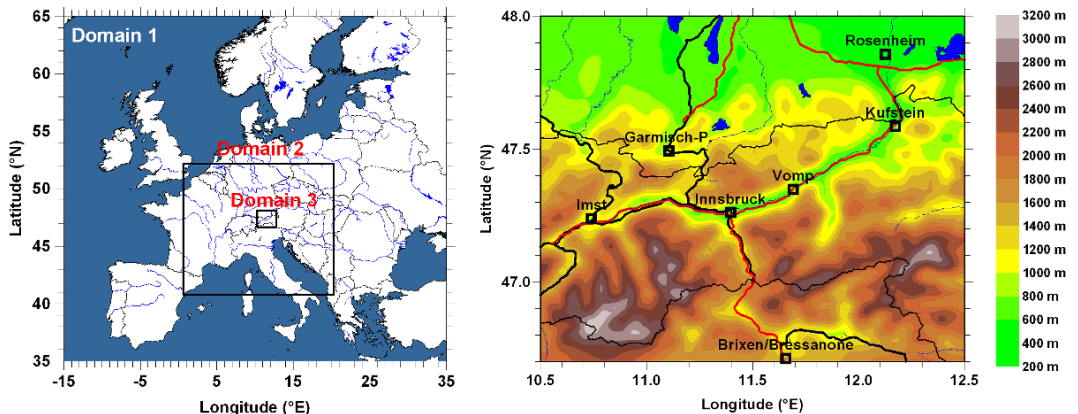 Domain 1
Domain 2
Domain 3
65
60
55
50
45
40
35
Latitude (°N)
-15
-5
5
15
25
35
Longitude (°E)
48.0
47.5
47.0
Latitude (°N)
Rosenheim
Kufstein
Garmisch-P.
Vomp
Imst
Innsbruck
Brixen/Bressanone
10.5
11.0
11.5
12.0
12.5
Longitude (°E)
3200 m
3000 m
2800 m
2600 m
2400 m
2200 m
2000 m
1800 m
1600 m
1400 m
1200 m
1000 m
800 m
600 m
400 m
200 m